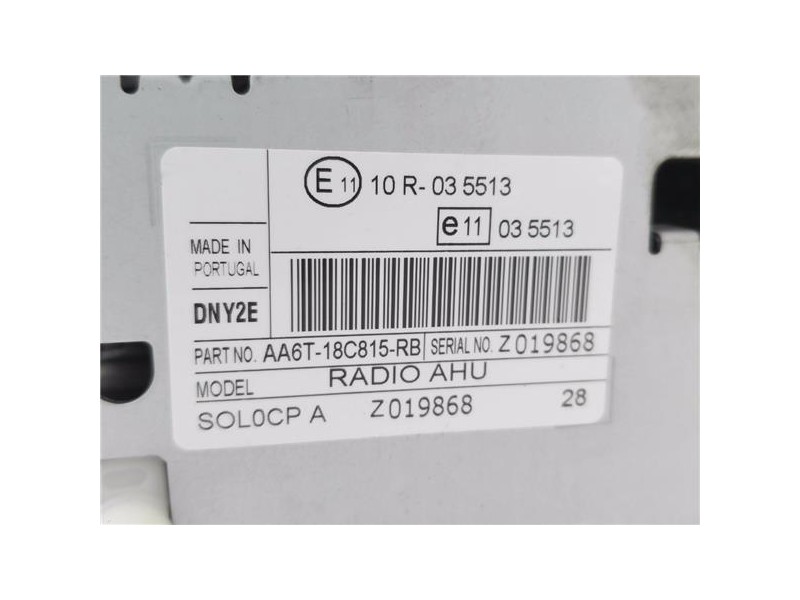 E 11 10 R- 03 5513
e 11 03 5513
MADE IN
PORTUGAL
DNY2E
PART NO. AA6T-18C815-RB SERIAL NO. Z019868
MODEL RADIO AHU
SOL0CP A Z019868 28